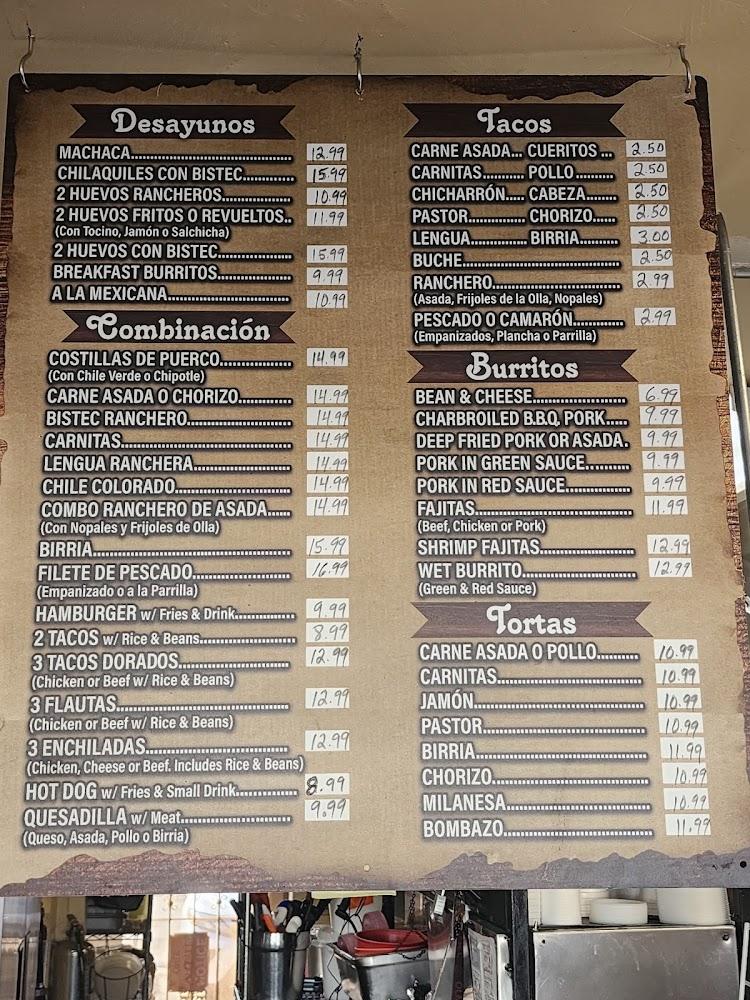 Desayunos
MACHACA 12.99
CHILAQUILES CON BISTEC 15.99
2 HUEVOS RANCHEROS 10.99
2 HUEVOS FRITOS O REVUELTOS.. 11.99
(Con Tocino, Jamón o Salchicha)
2 HUEVOS CON BISTEC 15.99
BREAKFAST BURRITOS 9.99
A LA MEXICANA 10.99
Combinación
COSTILLAS DE PUERCO 14.99
(Con Chile Verde o Chipotle)
CARNE ASADA O CHORIZO 14.99
BISTEC RANCHERO 14.99
CARNITAS 14.99
LENGUA RANCHERA 14.99
CHILE COLORADO 14.99
COMBO RANCHERO DE ASADA 14.99
(Con Nopales y Frijoles de Olla)
BIRRIA 15.99
FILETE DE PESCADO 16.99
(Empanizado o a la Parrilla)
HAMBURGER w/ Fries & Drink 9.99
2 TACOS w/ Rice & Beans 8.99
3 TACOS DORADOS 12.99
(Chicken or Beef w/ Rice & Beans)
3 FLAUTAS 12.99
(Chicken or Beef w/ Rice & Beans)
3 ENCHILADAS 12.99
(Chicken, Cheese or Beef. Includes Rice & Beans)
HOT DOG w/ Fries & Small Drink 8.99
QUESADILLA w/ Meat 9.99
(Queso, Asada, Pollo o Birria)
Tacos
CARNE ASADA... CUERITOS ... 2.50
CARNITAS POLLO 2.50
CHICHARRÓN CABEZA 2.50
PASTOR CHORIZO 2.50
LENGUA BIRRIA 3.00
BUCHE 2.50
RANCHERO 2.99
(Asada, Frijoles de la Olla, Nopales)
PESCADO O CAMARÓN 2.99
(Empanizados, Plancha o Parrilla)
Burritos
BEAN & CHEESE 6.99
CHARBROILED B.B.Q. PORK 9.99
DEEP FRIED PORK OR ASADA. 9.99
PORK IN GREEN SAUCE 9.99
PORK IN RED SAUCE 9.99
FAJITAS 11.99
(Beef, Chicken or Pork)
SHRIMP FAJITAS 12.99
WET BURRITO 12.99
(Green & Red Sauce)
Tortas
CARNE ASADA O POLLO 10.99
CARNITAS 10.99
JAMÓN 10.99
PASTOR 10.99
BIRRIA 11.99
CHORIZO 10.99
MILANESA 10.99
BOMBAZO 11.99